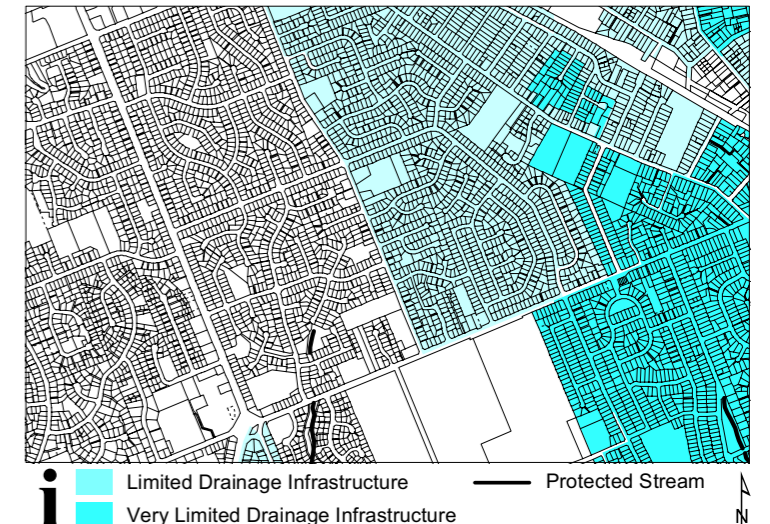 i Limited Drainage Infrastructure Protected Stream
Very Limited Drainage Infrastructure N